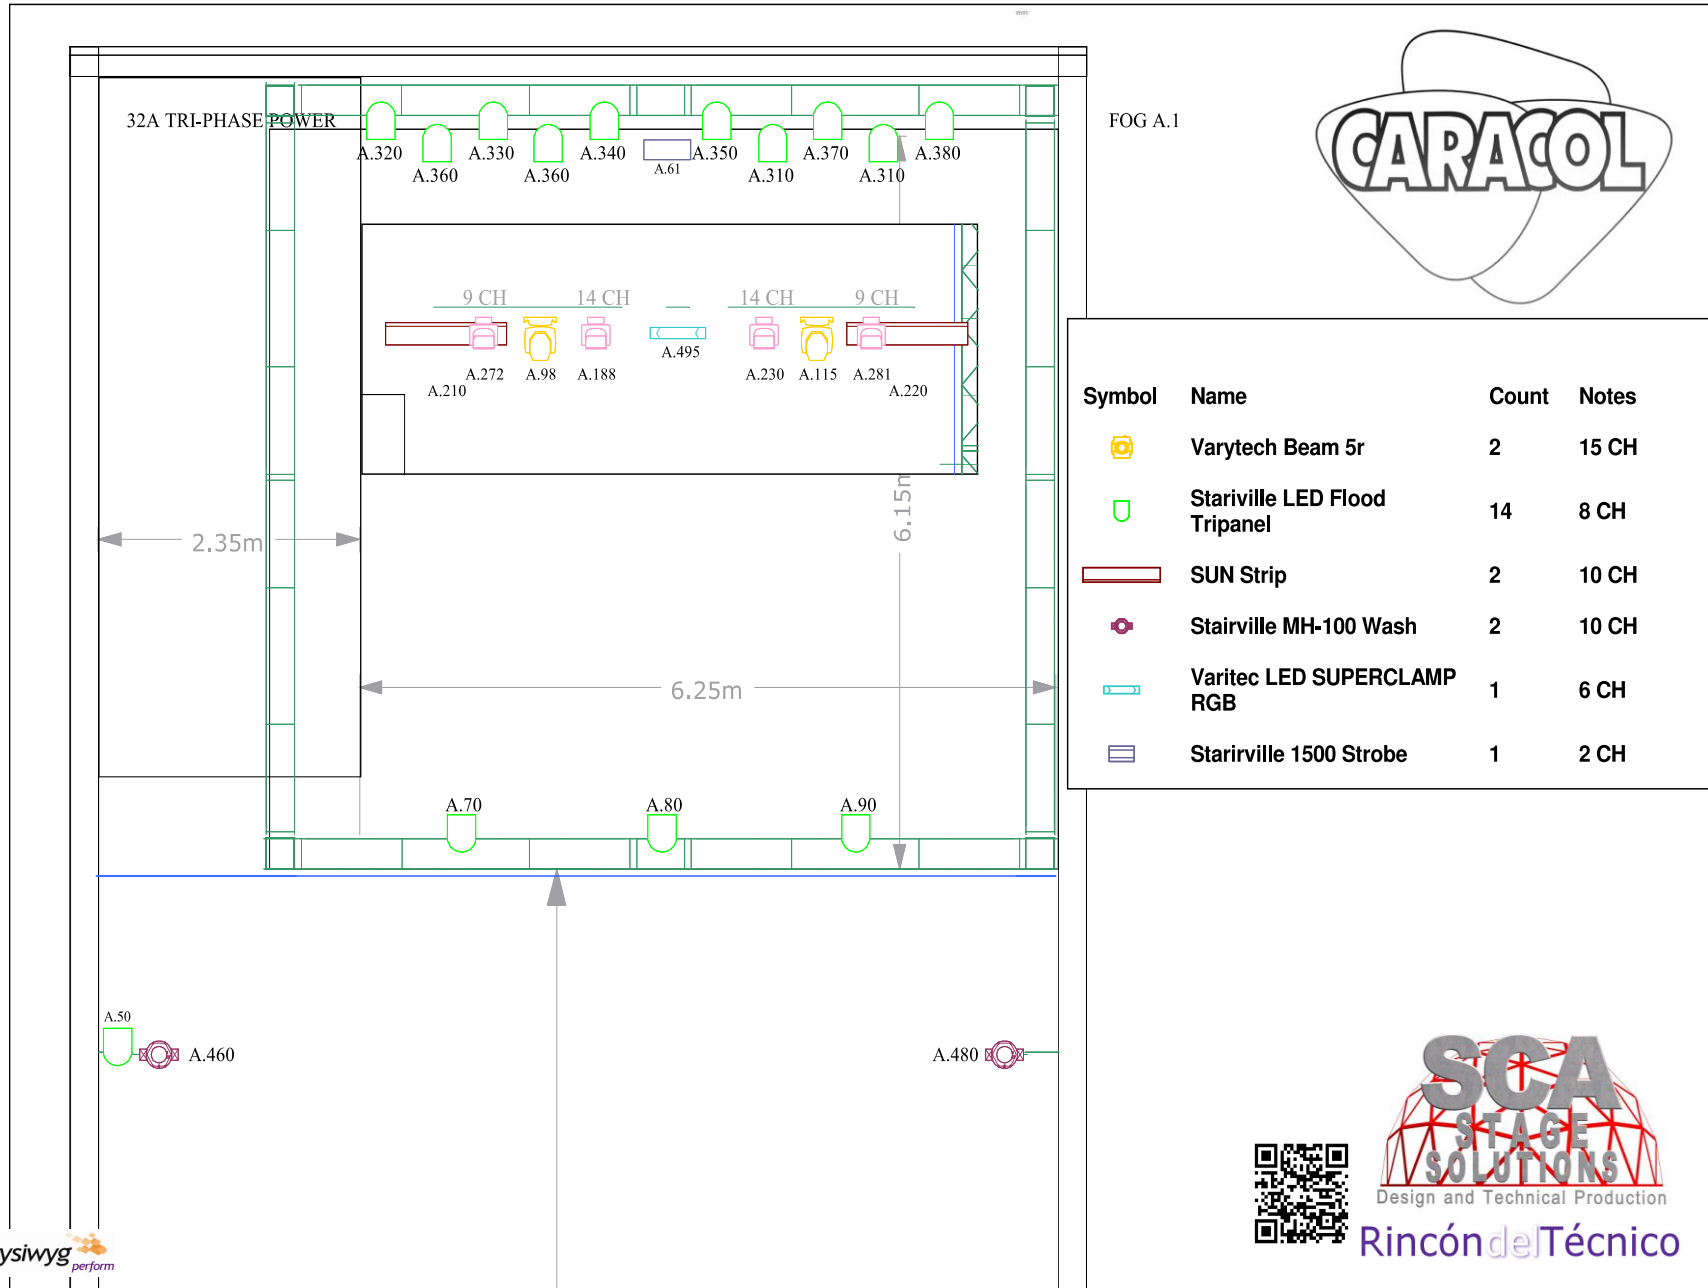 32A TRI-PHASE POWER
FOG A.1
CARACOL
A.320
A.330
A.340
A.350
A.370
A.380
A.360
A.360
A.61
A.310
A.310
9 CH
14 CH
14 CH
9 CH
A.495
A.272
A.98
A.188
A.230
A.115
A.281
A.210
A.220
6.15m
2.35m
6.25m
Symbol Name Count Notes
Varytech Beam 5r 2 15 CH
Stariville LED Flood
Tripanel 14 8 CH
SUN Strip 2 10 CH
Stairville MH-100 Wash 2 10 CH
Varitec LED SUPERCLAMP
RGB 1 6 CH
Starirville 1500 Strobe 1 2 CH
A.70
A.80
A.90
A.50
A.460
A.480
SCA
STAGE
SOLUTIONS
Design and Technical Production
RincóndelTécnico
ysiwyg
perform